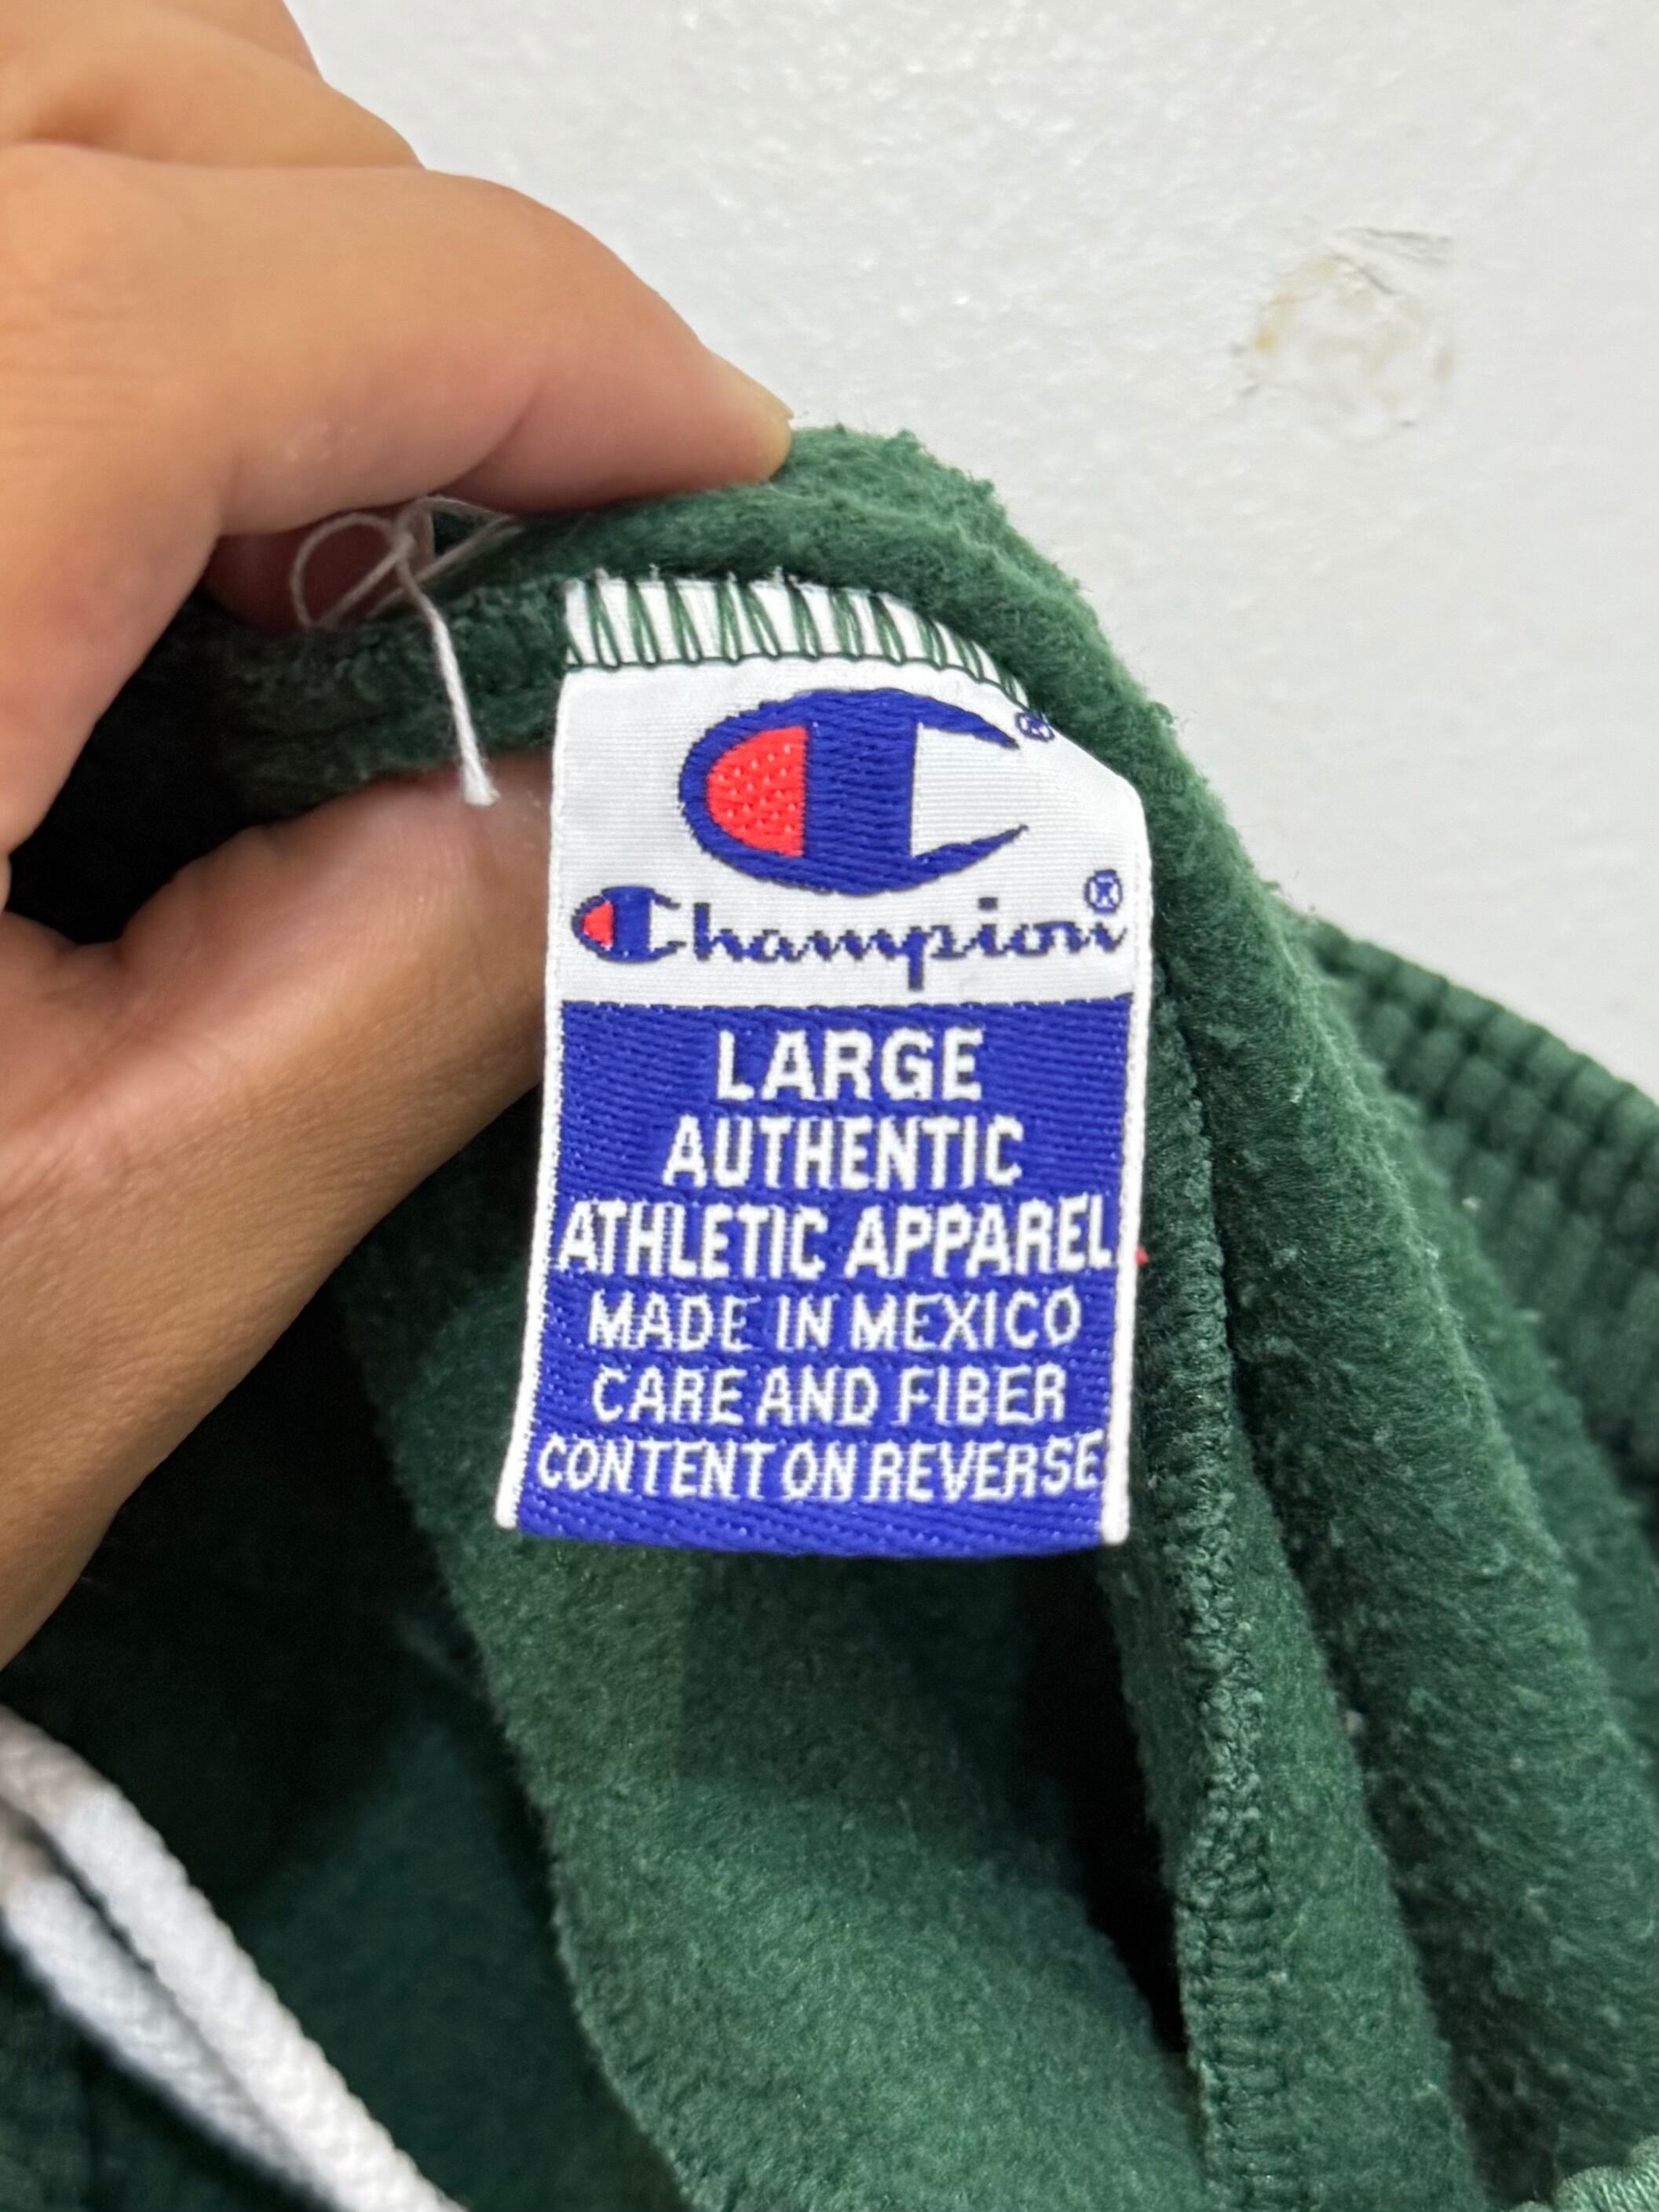 ®
Champion®
LARGE
AUTHENTIC
ATHLETIC APPAREL
MADE IN MEXICO
CARE AND FIBER
CONTENT ON REVERSE